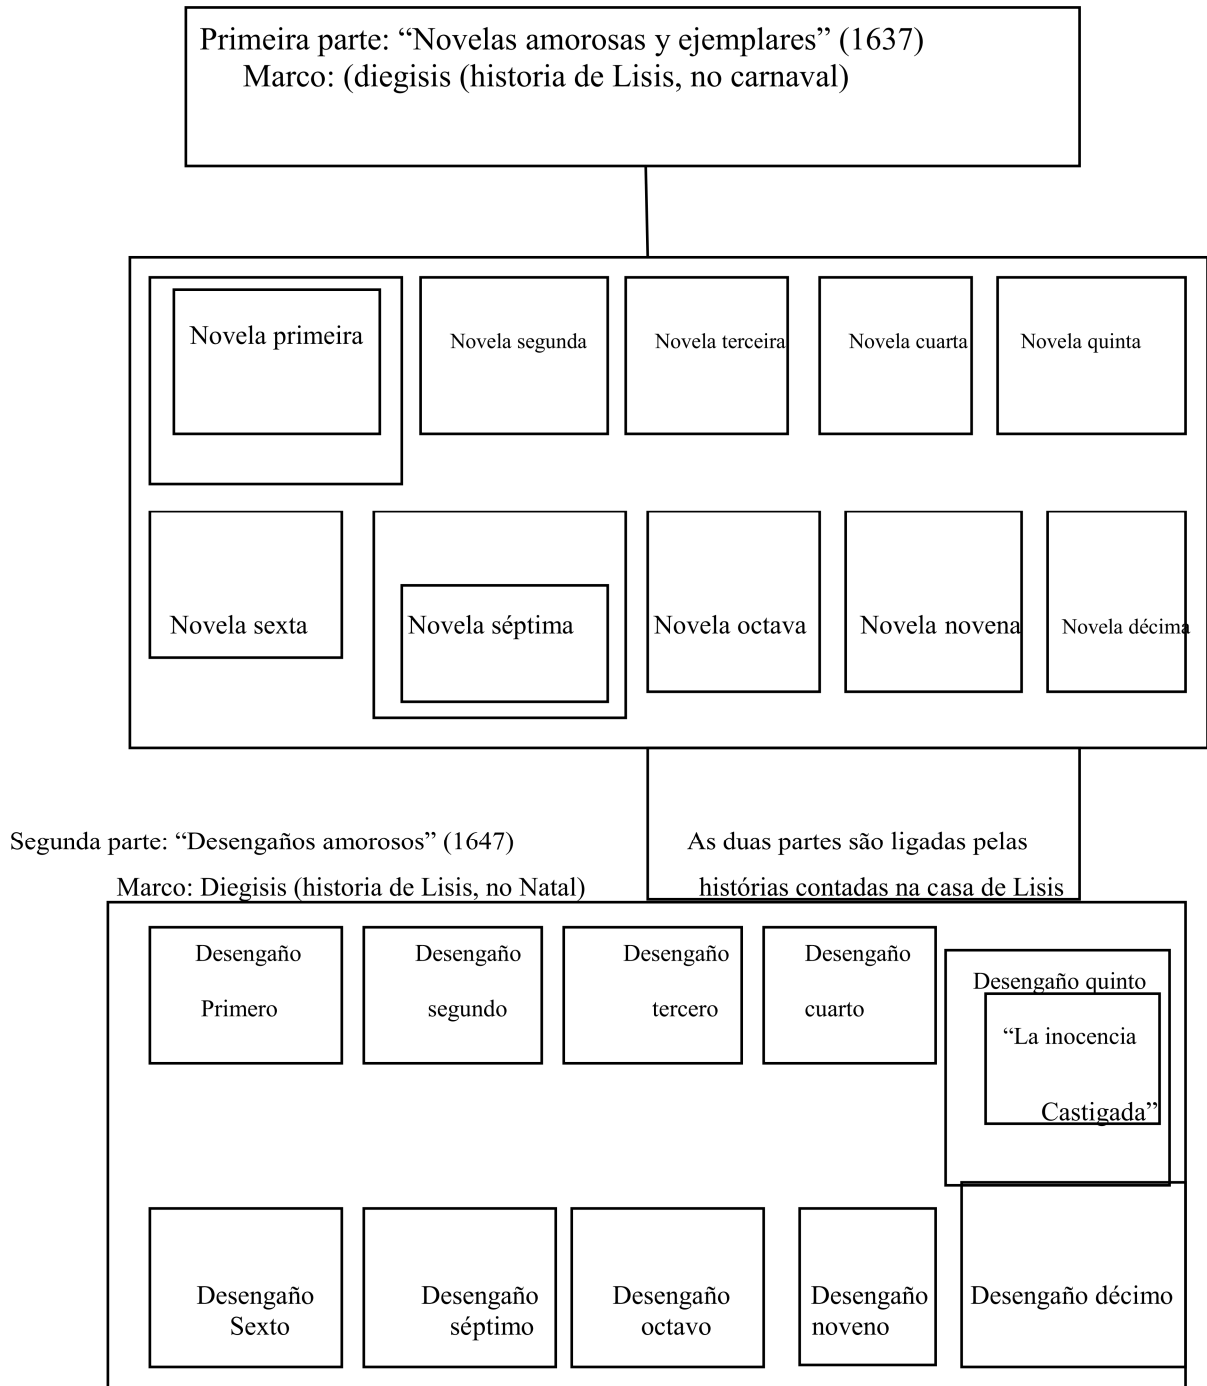 Primeira parte: “Novelas amorosas y ejemplares” (1637)
Marco: (diegisis (historia de Lisis, no carnaval)
Novela primeira
Novela segunda
Novela terceira
Novela cuarta
Novela quinta
Novela sexta
Novela séptima
Novela octava
Novela novena
Novela décima
Segunda parte: “Desengaños amorosos” (1647)
Marco: Diegisis (historia de Lisis, no Natal)
As duas partes são ligadas pelas
histórias contadas na casa de Lisis
Desengaño
Primero
Desengaño
segundo
Desengaño
tercero
Desengaño
cuarto
Desengaño quinto
“La inocencia
Castigada”
Desengaño
Sexto
Desengaño
séptimo
Desengaño
octavo
Desengaño
noveno
Desengaño décimo